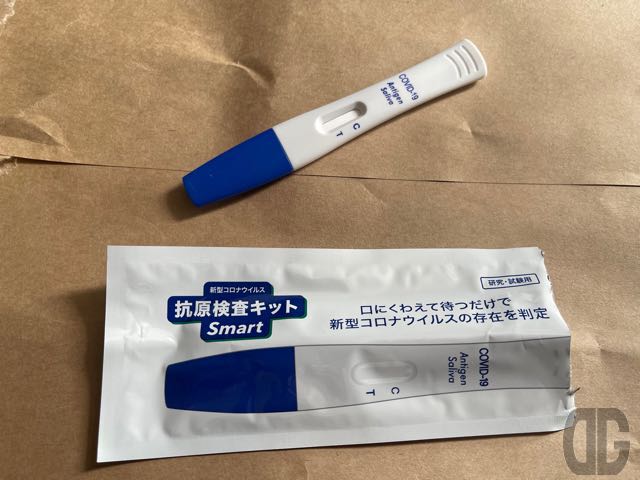 COVID-19
Antigen
Saliva
C
T
新型コロナウイルス
抗原検査キット
Smart
研究・試験用
口にくわえて待つだけで
新型コロナウイルスの存在を判定
COVID-19
Antigen
Saliva
C
T
DG